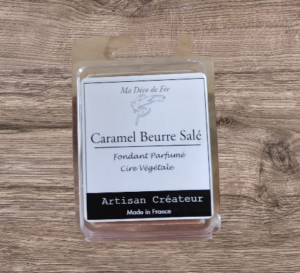 Ma Déco de Fée
Caramel Beurre Salé
Fondant Parfumé
Cire Végétale
Artisan Créateur
Made in France